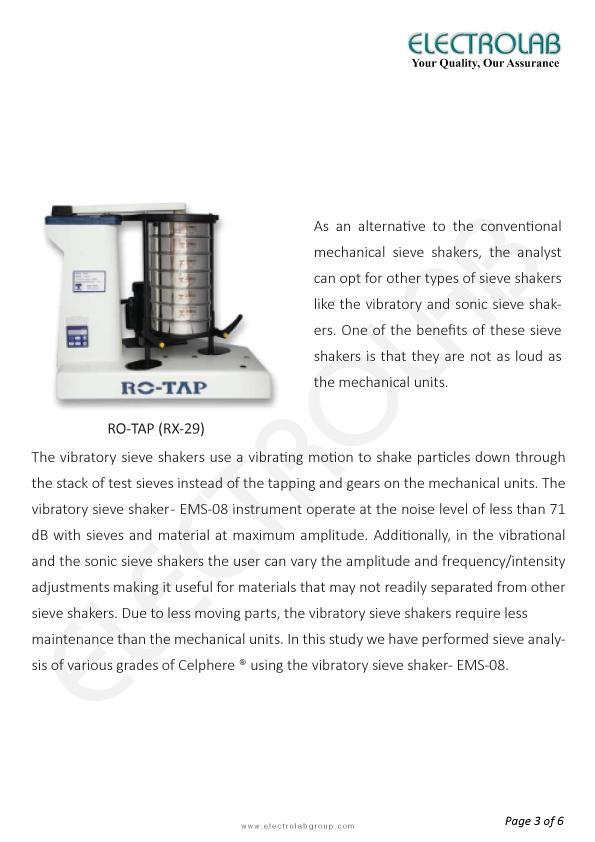 ELECTROLAB
Your Quality, Our Assurance
As an alternative to the conventional
mechanical sieve shakers, the analyst
can opt for other types of sieve shakers
like the vibratory and sonic sieve shak-
ers. One of the benefits of these sieve
shakers is that they are not as loud as
the mechanical units.
RO-TAP
RO-TAP (RX-29)
The vibratory sieve shakers use a vibrating motion to shake particles down through
the stack of test sieves instead of the tapping and gears on the mechanical units. The
vibratory sieve shaker- EMS-08 instrument operate at the noise level of less than 71
dB with sieves and material at maximum amplitude. Additionally, in the vibrational
and the sonic sieve shakers the user can vary the amplitude and frequency/intensity
adjustments making it useful for materials that may not readily separated from other
sieve shakers. Due to less moving parts, the vibratory sieve shakers require less
maintenance than the mechanical units. In this study we have performed sieve analy-
sis of various grades of Celphere ® using the vibratory sieve shaker- EMS-08.
ELECTROLAB
www.electrolabgroup.com
Page 3 of 6